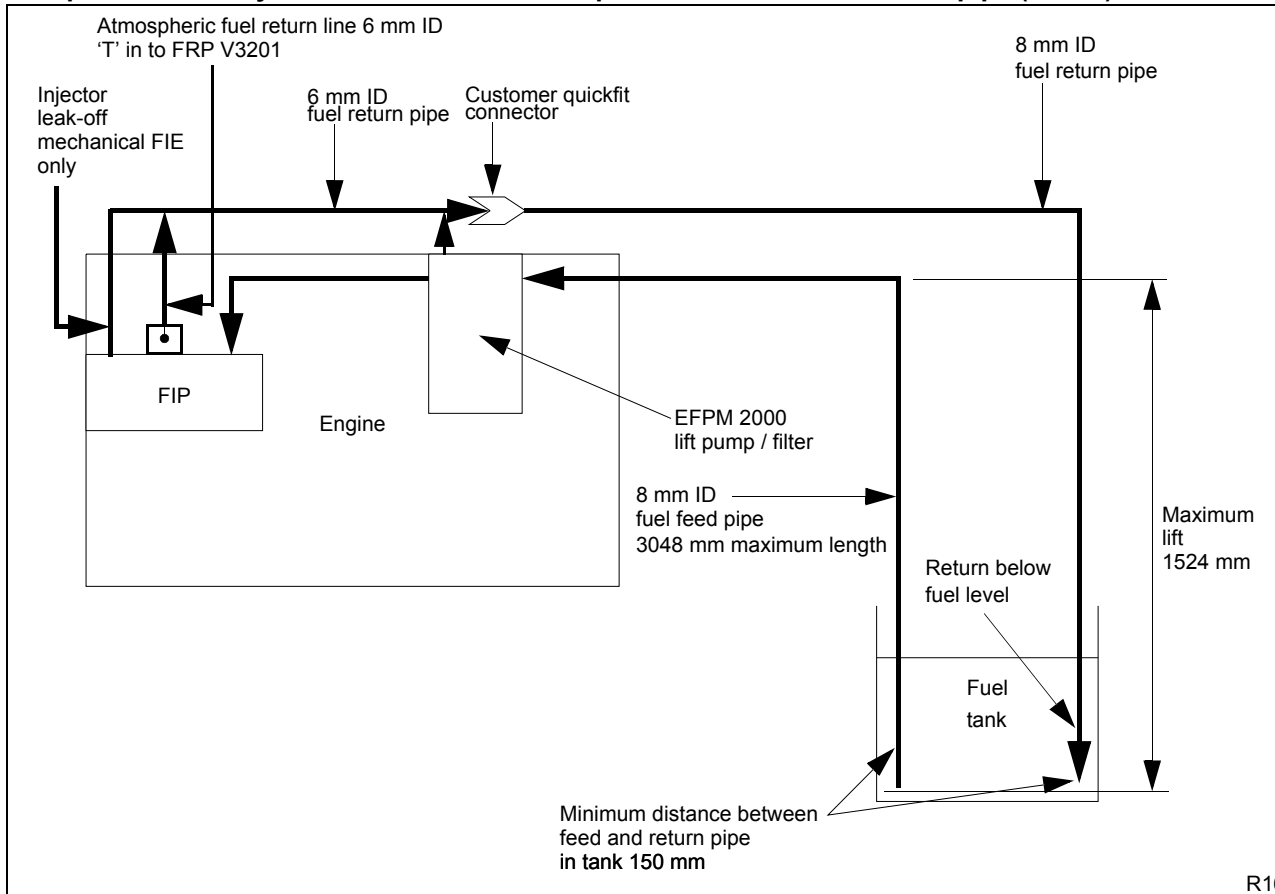 Atmospheric fuel return line 6 mm ID
‘T’ in to FRP V3201
8 mm ID
fuel return pipe
Injector
leak-off
mechanical FIE
only
6 mm ID
fuel return pipe
Customer quickfit
connector
FIP
Engine
EFPM 2000
lift pump / filter
8 mm ID
fuel feed pipe
3048 mm maximum length
Maximum
lift
1524 mm
Return below
fuel level
Fuel
tank
Minimum distance between
feed and return pipe
in tank 150 mm